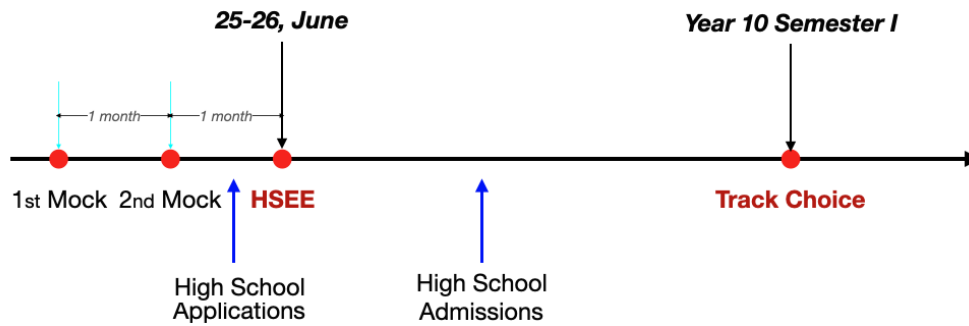 25-26, June
Year 10 Semester I
1 month
1 month
1st Mock
2nd Mock
HSEE
Track Choice
High School
Applications
High School
Admissions